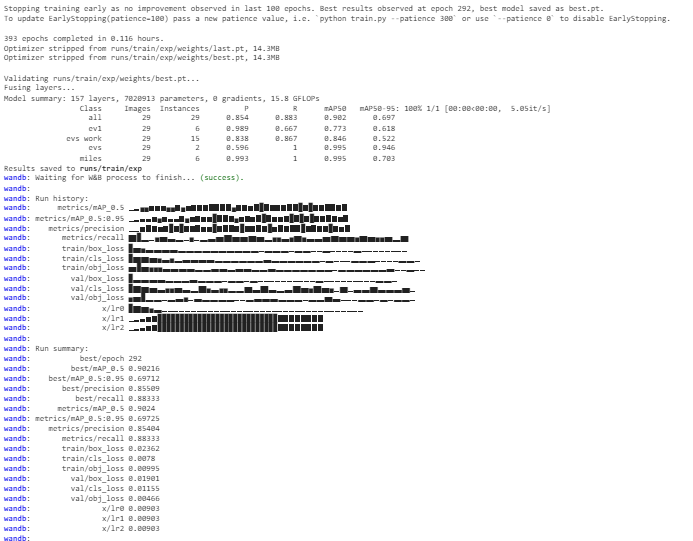 Stopping training early as no improvement observed in last 100 epochs. Best results observed at epoch 292, best model saved as best.pt.
To update EarlyStopping(patience=100) pass a new patience value, i.e. `python train.py --patience 300` or use `--patience 0` to disable EarlyStopping.
393 epochs completed in 0.116 hours.
Optimizer stripped from runs/train/exp/weights/last.pt, 14.3MB
Optimizer stripped from runs/train/exp/weights/best.pt, 14.3MB
Validating runs/train/exp/weights/best.pt...
Fusing layers...
Model summary: 157 layers, 7020913 parameters, 0 gradients, 15.8 GFLOPs
Class Images Instances P R mAP50 mAP50-95: 100% 1/1 [00:00<00:00, 5.05it/s]
all 29 29 0.854 0.883 0.902 0.697
ev1 29 6 0.989 0.667 0.773 0.618
evs work 29 15 0.838 0.867 0.846 0.522
evs 29 2 0.596 1 0.995 0.946
miles 29 6 0.993 1 0.995 0.703
Results saved to runs/train/exp
wandb: Waiting for W&B process to finish... (success).
wandb:
wandb: Run history:
wandb: metrics/mAP_0.5
wandb: metrics/mAP_0.5:0.95
wandb: metrics/precision
wandb: metrics/recall
wandb: train/box_loss
wandb: train/cls_loss
wandb: train/obj_loss
wandb: val/box_loss
wandb: val/cls_loss
wandb: val/obj_loss
wandb: x/lr0
wandb: x/lr1
wandb: x/lr2
wandb:
wandb: Run summary:
wandb: best/epoch 292
wandb: best/mAP_0.5 0.90216
wandb: best/mAP_0.5:0.95 0.69712
wandb: best/precision 0.85509
wandb: best/recall 0.88333
wandb: metrics/mAP_0.5 0.9024
wandb: metrics/mAP_0.5:0.95 0.69725
wandb: metrics/precision 0.85404
wandb: metrics/recall 0.88333
wandb: train/box_loss 0.02362
wandb: train/cls_loss 0.0078
wandb: train/obj_loss 0.00995
wandb: val/box_loss 0.01901
wandb: val/cls_loss 0.01155
wandb: val/obj_loss 0.00466
wandb: x/lr0 0.00903
wandb: x/lr1 0.00903
wandb: x/lr2 0.00903
wandb: